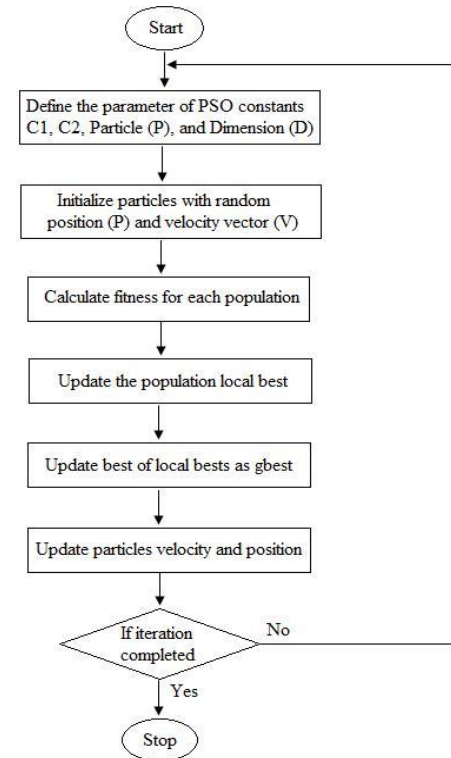 Start
Define the parameter of PSO constants
C1, C2, Particle (P), and Dimension (D)
Initialize particles with random
position (P) and velocity vector (V)
Calculate fitness for each population
Update the population local best
Update best of local bests as gbest
Update particles velocity and position
If iteration
completed
No
Yes
Stop